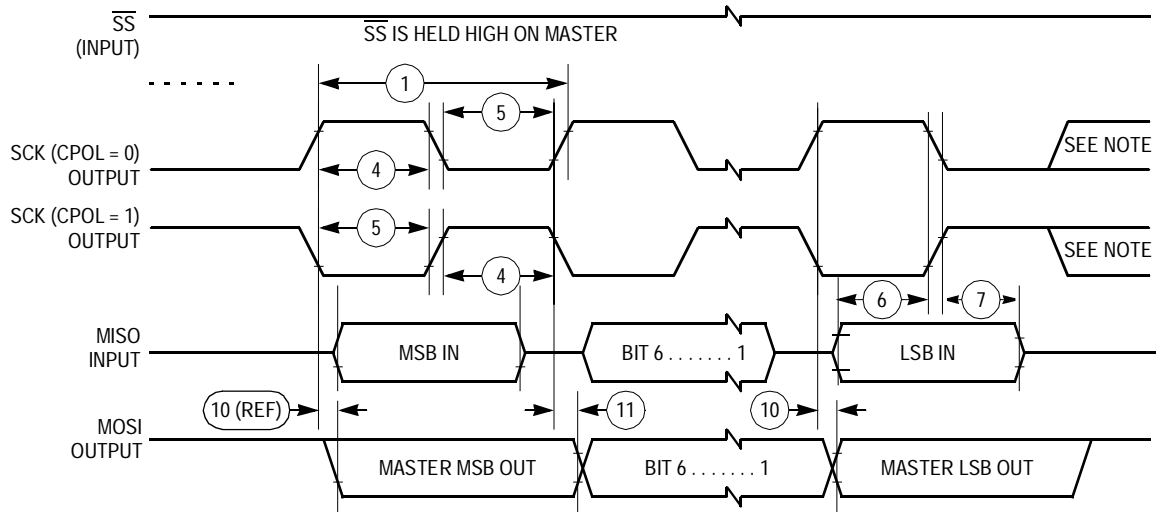 SS
(INPUT)
SS IS HELD HIGH ON MASTER
1
5
SCK (CPOL = 0)
OUTPUT
4
SEE NOTE
SCK (CPOL = 1)
OUTPUT
5
SEE NOTE
4
6
7
MISO
INPUT
MSB IN
BIT 6 . . . . . . . 1
LSB IN
10 (REF)
11
10
MOSI
OUTPUT
MASTER MSB OUT
BIT 6 . . . . . . . 1
MASTER LSB OUT